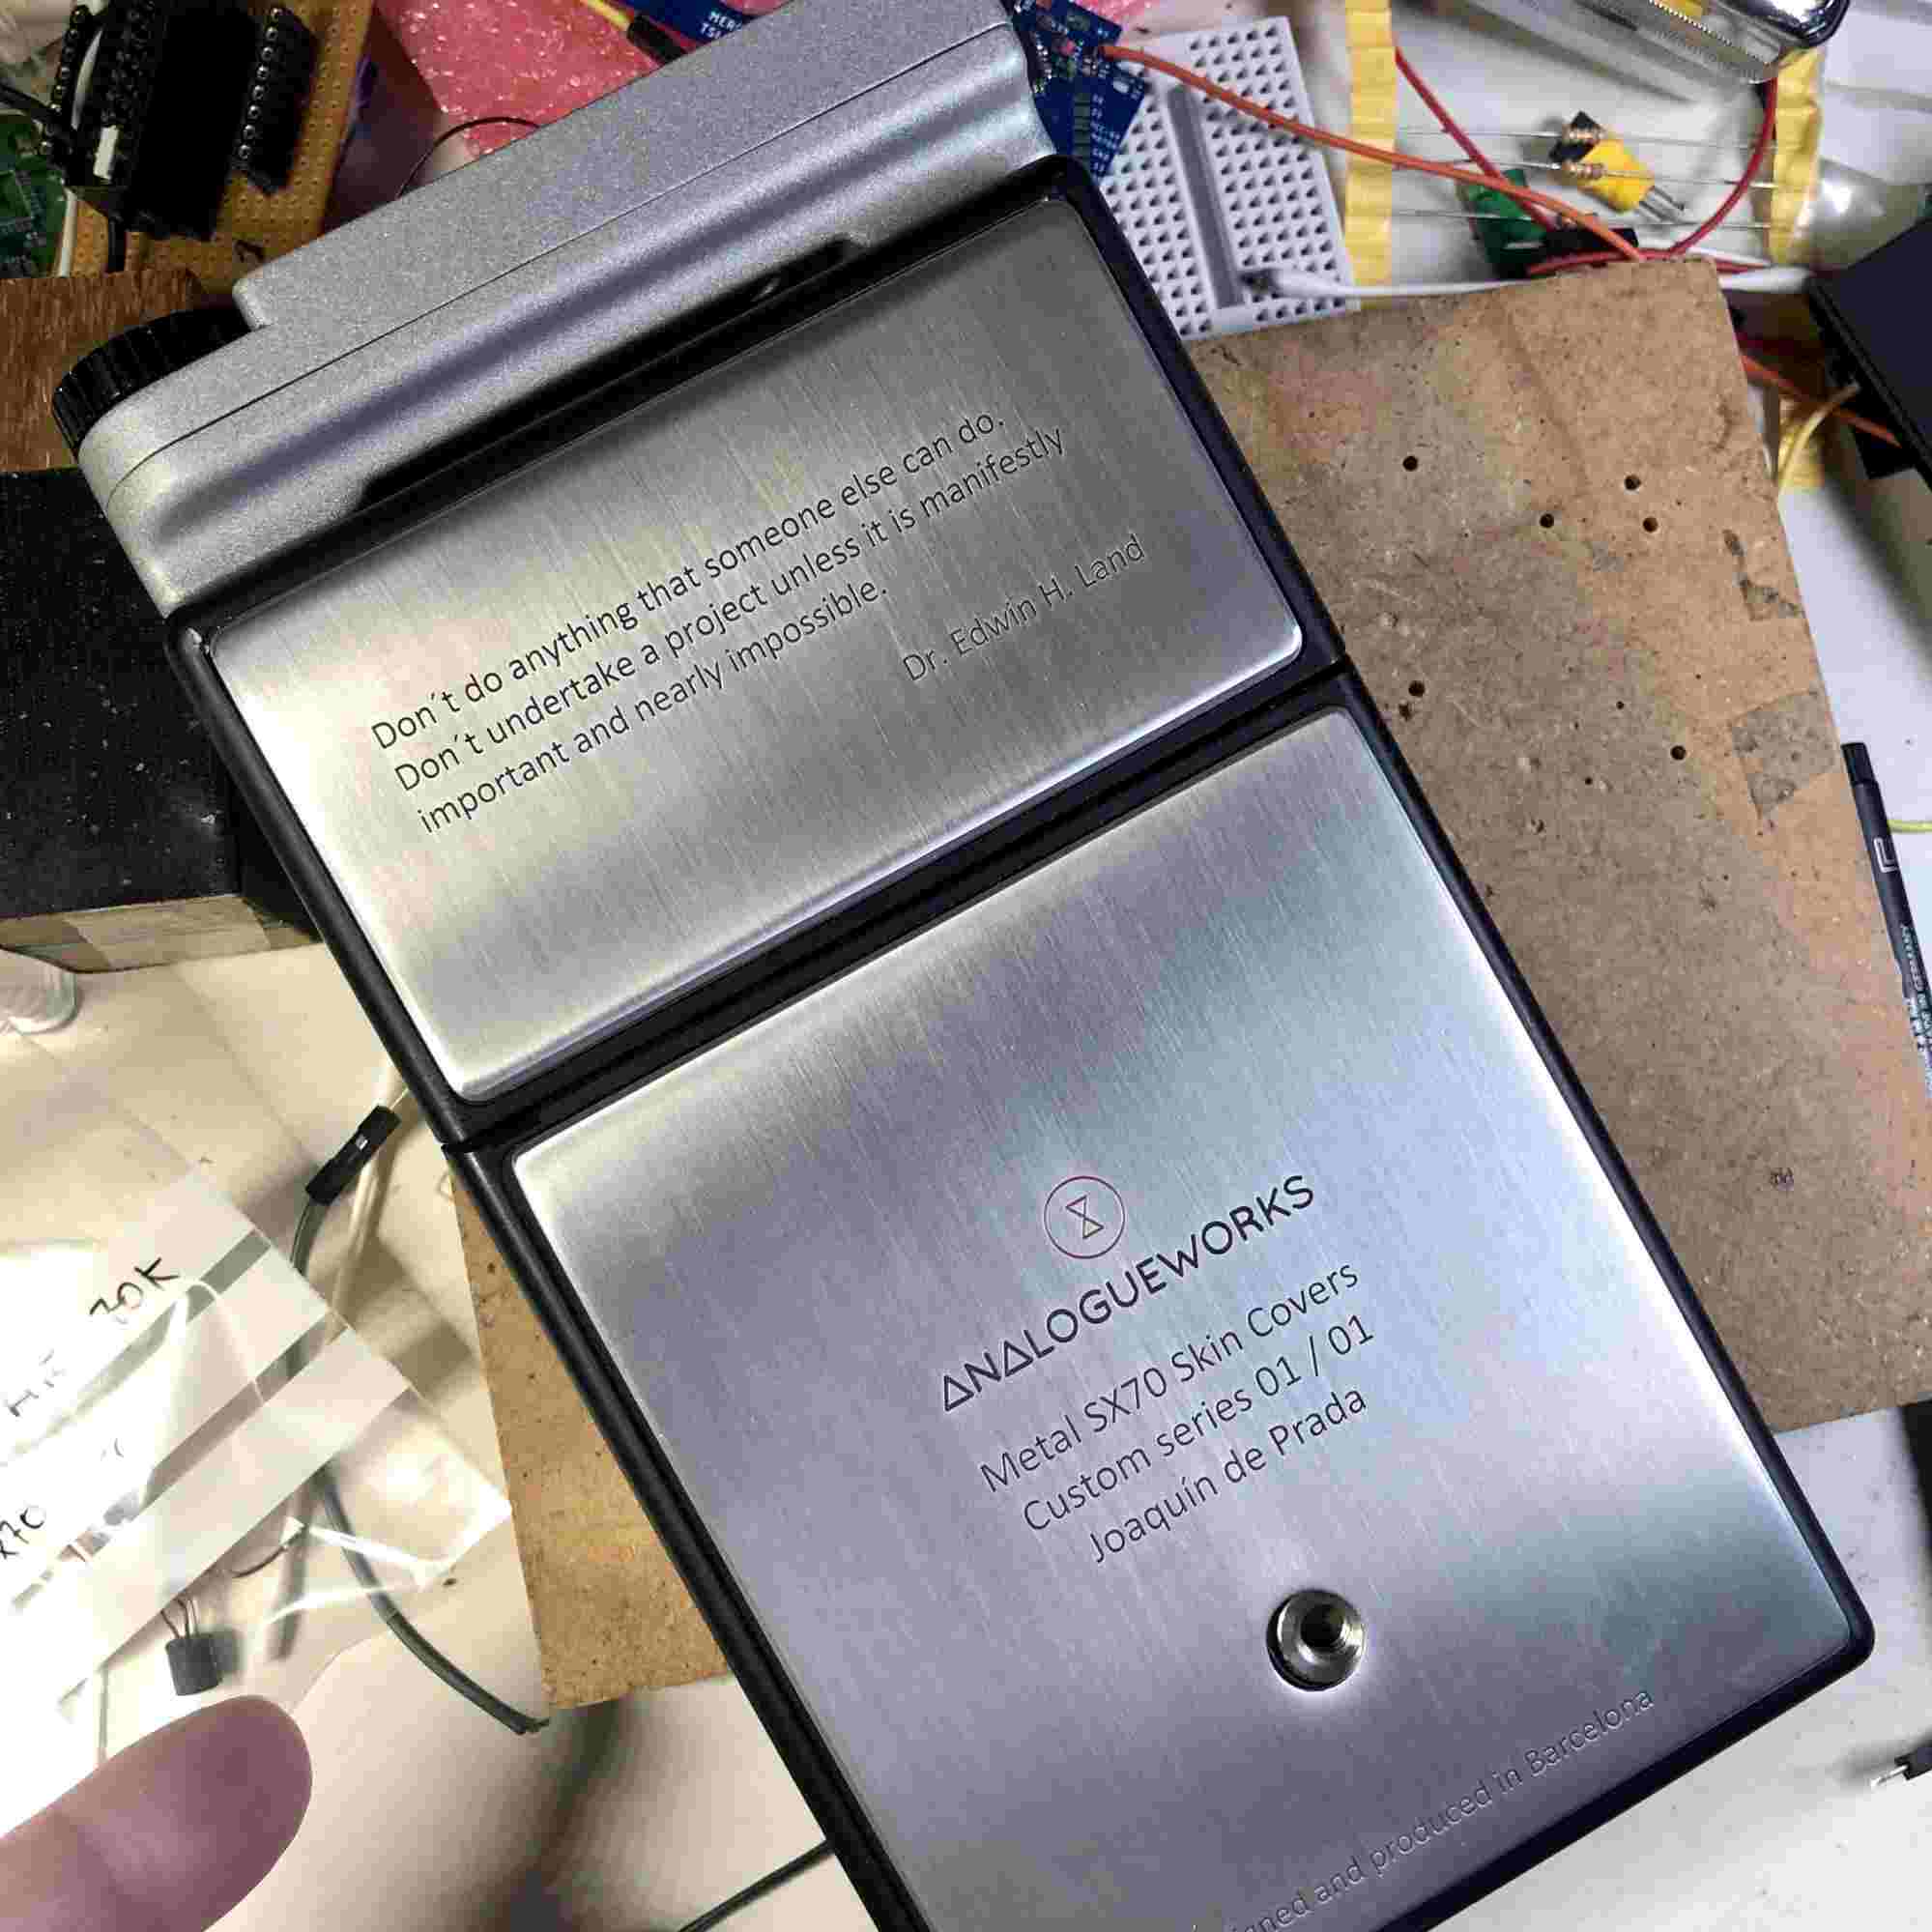 Don´t do anything that someone else can do.
Don´t undertake a project unless it is manifestly
important and nearly impossible.
Dr. Edwin H. Land
ANALOGUEWORKS
Metal SX70 Skin Covers
Custom series 01 / 01
Joaquín de Prada
and produced in Barcelona